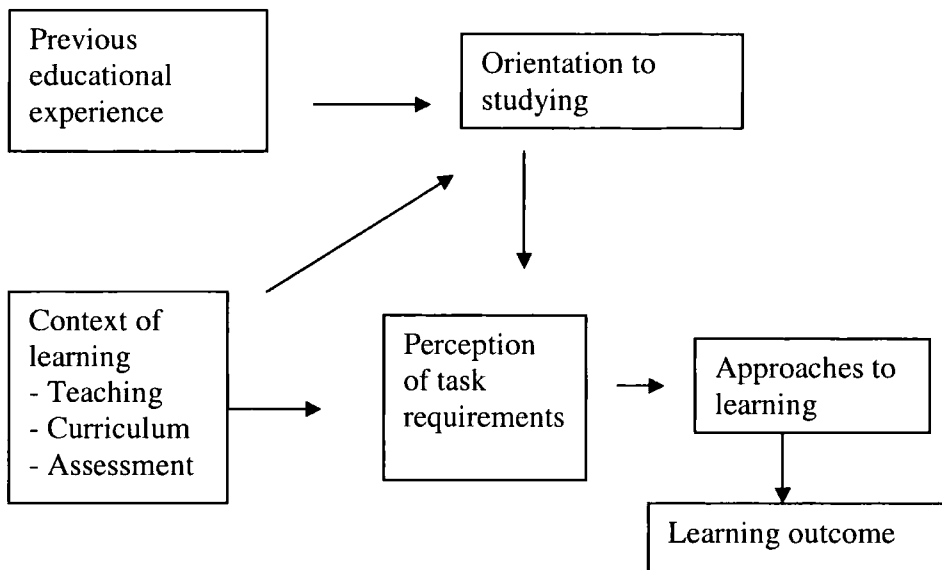 Previous
educational
experience
Orientation to
studying
Context of
learning
- Teaching
- Curriculum
- Assessment
Perception
of task
requirements
Approaches to
learning
Learning outcome